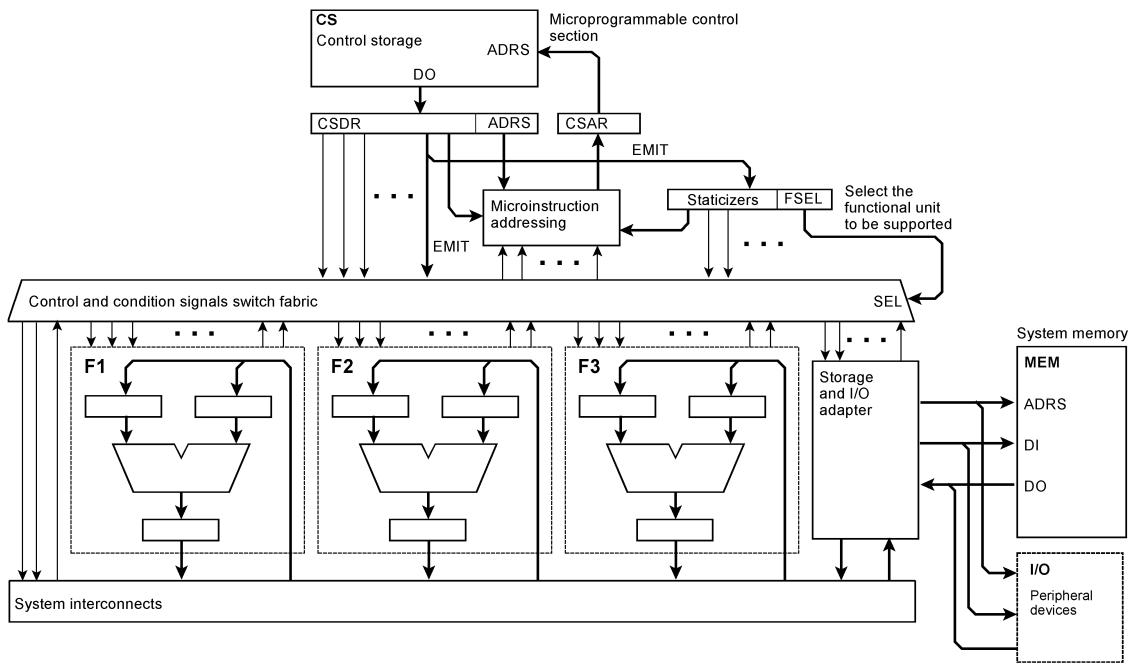 CS
Control storage
ADRS
DO
Microprogrammable control
section
CSDR
ADRS
CSAR
EMIT
Microinstruction
addressing
Staticizers
FSEL
Select the
functional unit
to be supported
EMIT
Control and condition signals switch fabric
SEL
F1
F2
F3
Storage
and I/O
adapter
System memory
MEM
ADRS
DI
DO
I/O
Peripheral
devices
System interconnects